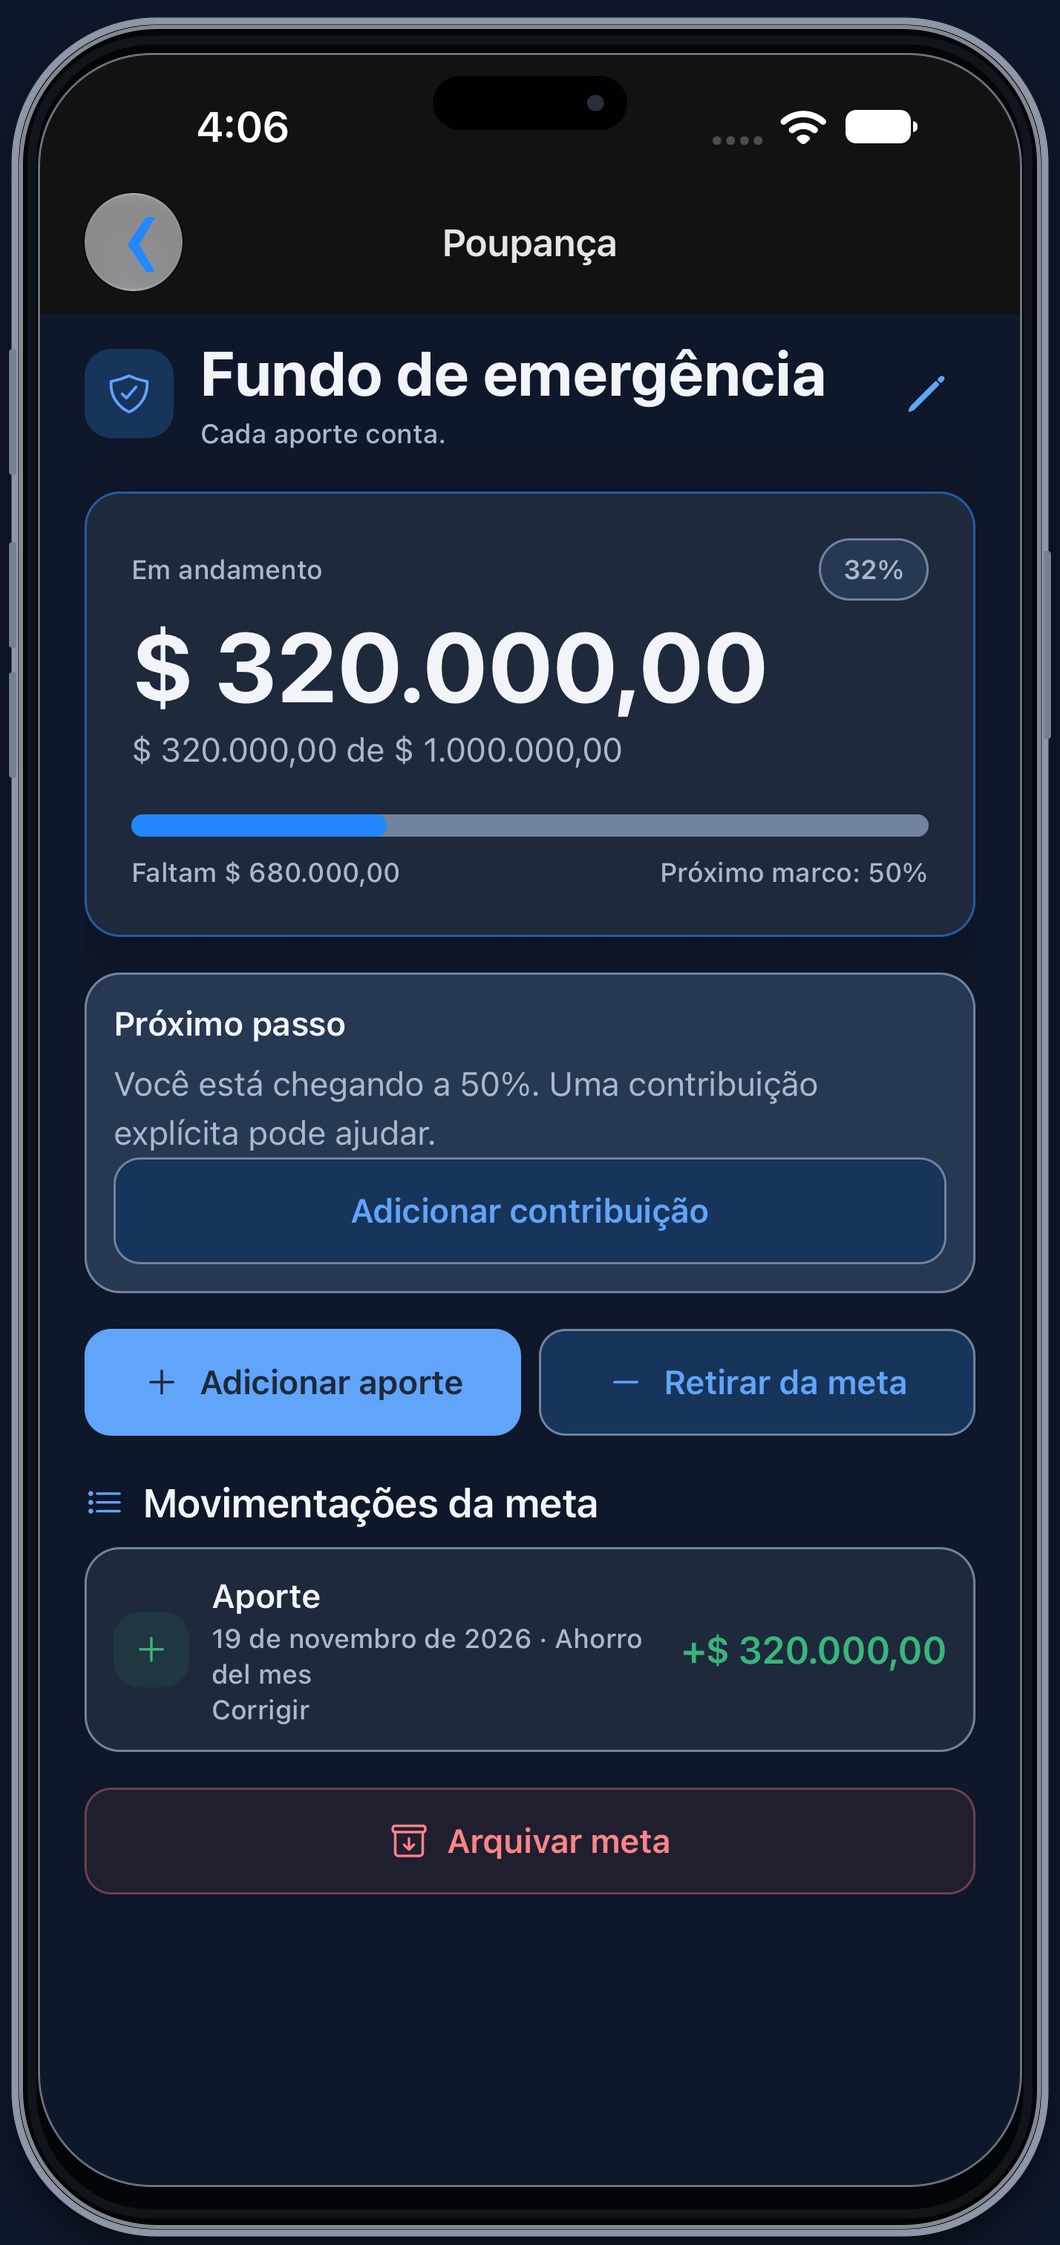 4:06
Poupança
Fundo de emergência
Cada aporte conta.
Em andamento
32%
$ 320.000,00
$ 320.000,00 de $ 1.000.000,00
Faltam $ 680.000,00
Próximo marco: 50%
Próximo passo
Você está chegando a 50%. Uma contribuição
explícita pode ajudar.
Adicionar contribuição
Adicionar aporte
Retirar da meta
Movimentações da meta
Aporte
19 de novembro de 2026 · Ahorro
del mes
Corrigir
+$ 320.000,00
Arquivar meta